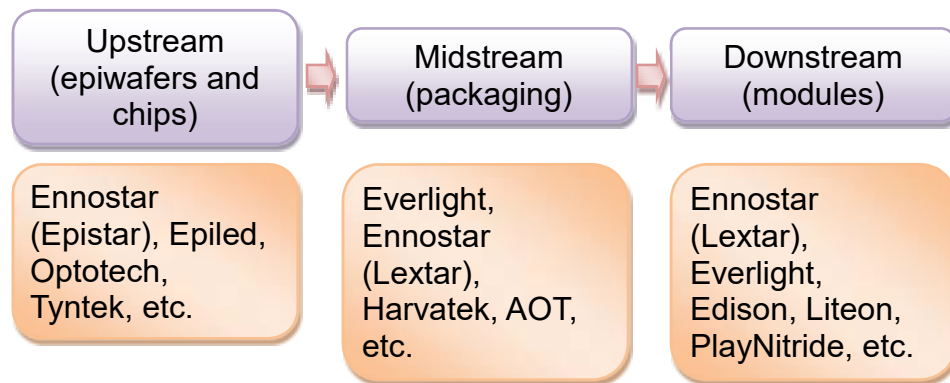 Upstream
(epiwafers and
chips)
Midstream
(packaging)
Downstream
(modules)
Ennostar
(Epistar), Epiled,
Optotech,
Tyntek, etc.
Everlight,
Ennostar
(Lextar),
Harvatek, AOT,
etc.
Ennostar
(Lextar),
Everlight,
Edison, Liteon,
PlayNitride, etc.